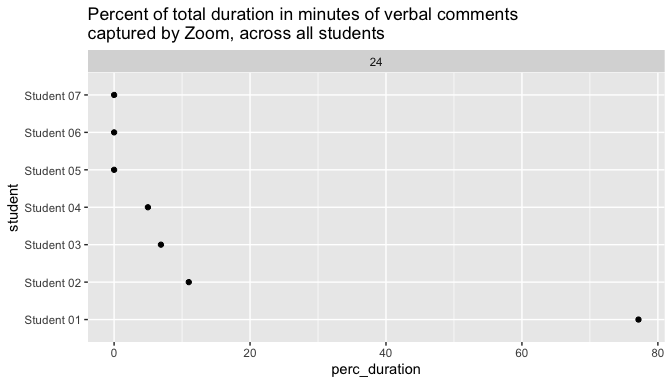 Percent of total duration in minutes of verbal comments
captured by Zoom, across all students
24
Student 07
Student 06
Student 05
Student 04
Student 03
Student 02
Student 01
student
0 20 40 60 80
perc_duration